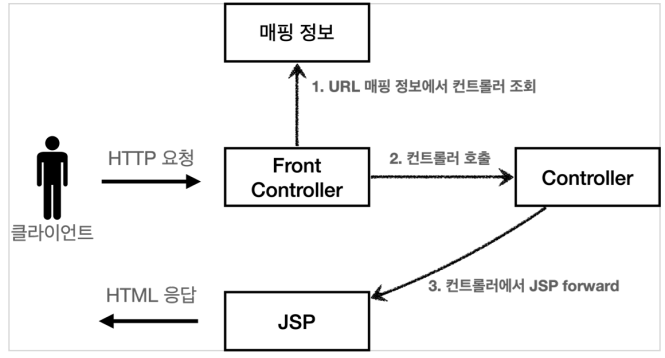 매핑 정보
1. URL 매핑 정보에서 컨트롤러 조회
HTTP 요청
Front
Controller
2. 컨트롤러 호출
Controller
클라이언트
3. 컨트롤러에서 JSP forward
HTML 응답
JSP